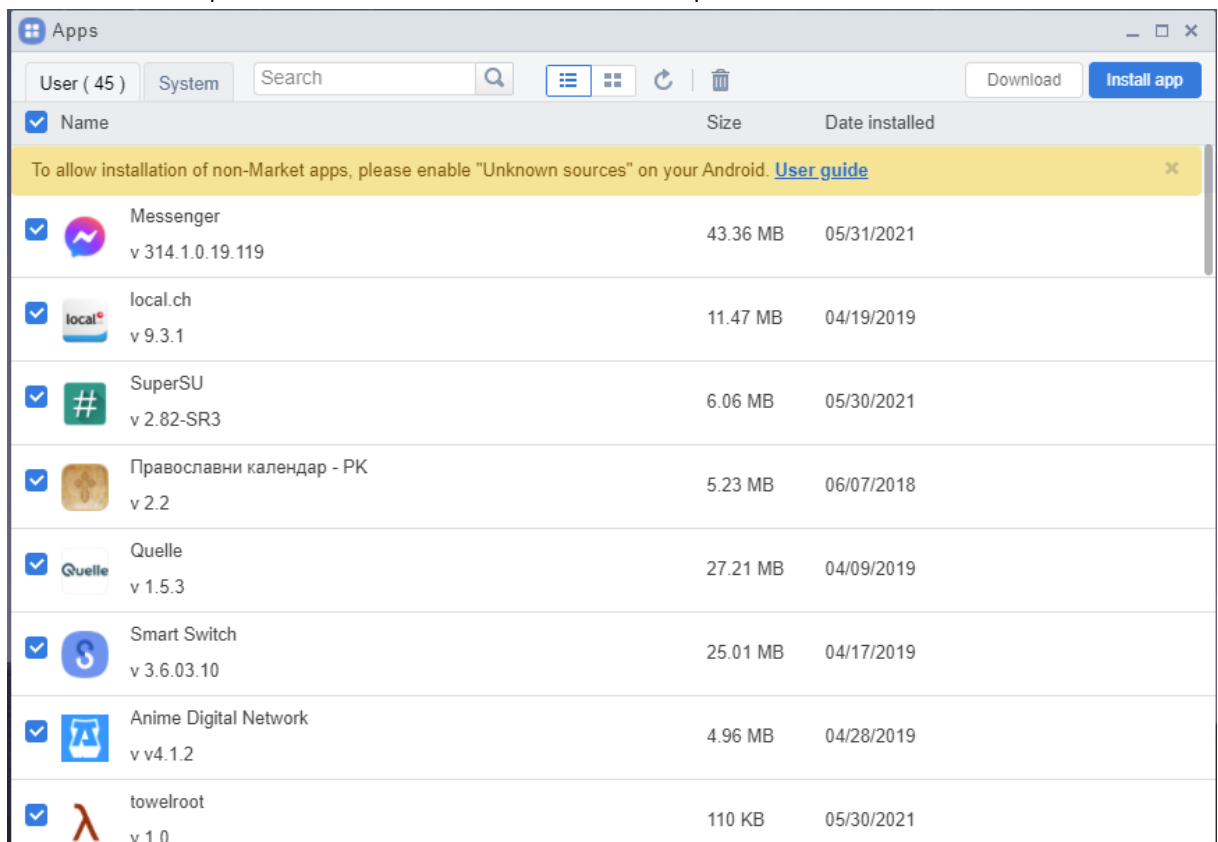 Apps
User ( 45 ) System Search Download Install app
Name Size Date installed
To allow installation of non-Market apps, please enable "Unknown sources" on your Android. User guide
Messenger
v 314.1.0.19.119
43.36 MB 05/31/2021
local.ch
v 9.3.1
11.47 MB 04/19/2019
local
SuperSU
v 2.82-SR3
6.06 MB 05/30/2021
#
Православни календар - PK
v 2.2
5.23 MB 06/07/2018
Quelle
Quelle
v 1.5.3
27.21 MB 04/09/2019
Smart Switch
v 3.6.03.10
25.01 MB 04/17/2019
S
Anime Digital Network
v v4.1.2
4.96 MB 04/28/2019
towelroot
v 1.0
110 KB 05/30/2021
λ